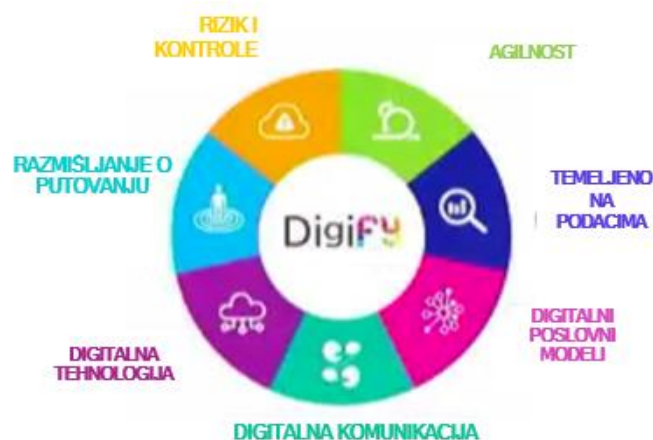 RIZIK I
KONTROLE
AGILNOST
RAZMIŠLJANJE O
PUTOVANJU
DigiFy
TEMELJENO
NA
PODACIMA
DIGITALNI
POSLOVNI
MODELI
DIGITALNA
TEHNOLOGIJA
DIGITALNA KOMUNIKACIJA